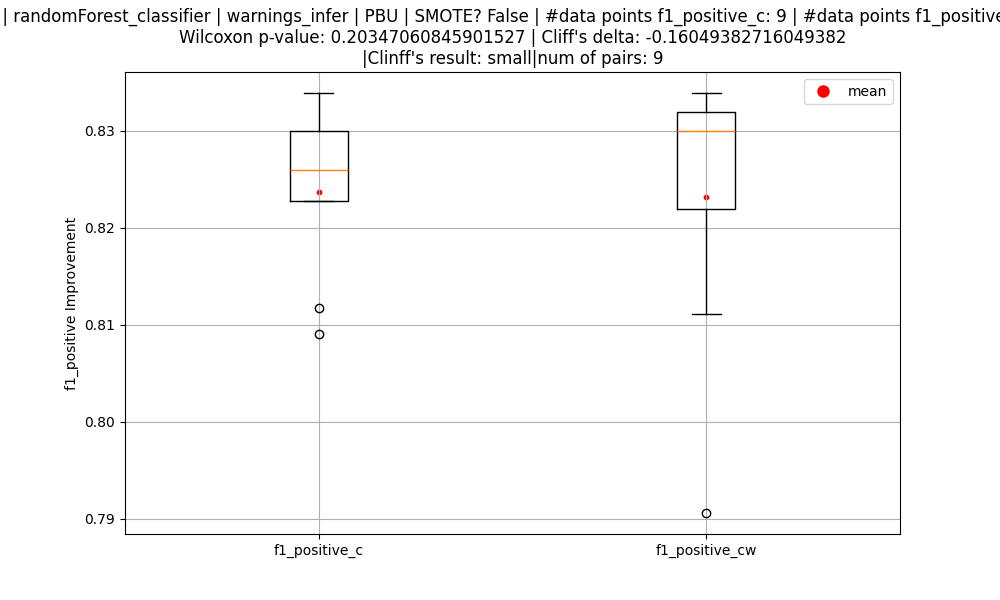 | randomForest_classifier | warnings_infer | PBU | SMOTE? False | #data points f1_positive_c: 9 | #data points f1_positive
Wilcoxon p-value: 0.20347060845901527 | Cliff's delta: -0.16049382716049382
|Clinff's result: small|num of pairs: 9
mean
0.83
0.82
0.81
0.80
0.79
f1_positive Improvement
f1_positive_c
f1_positive_cw